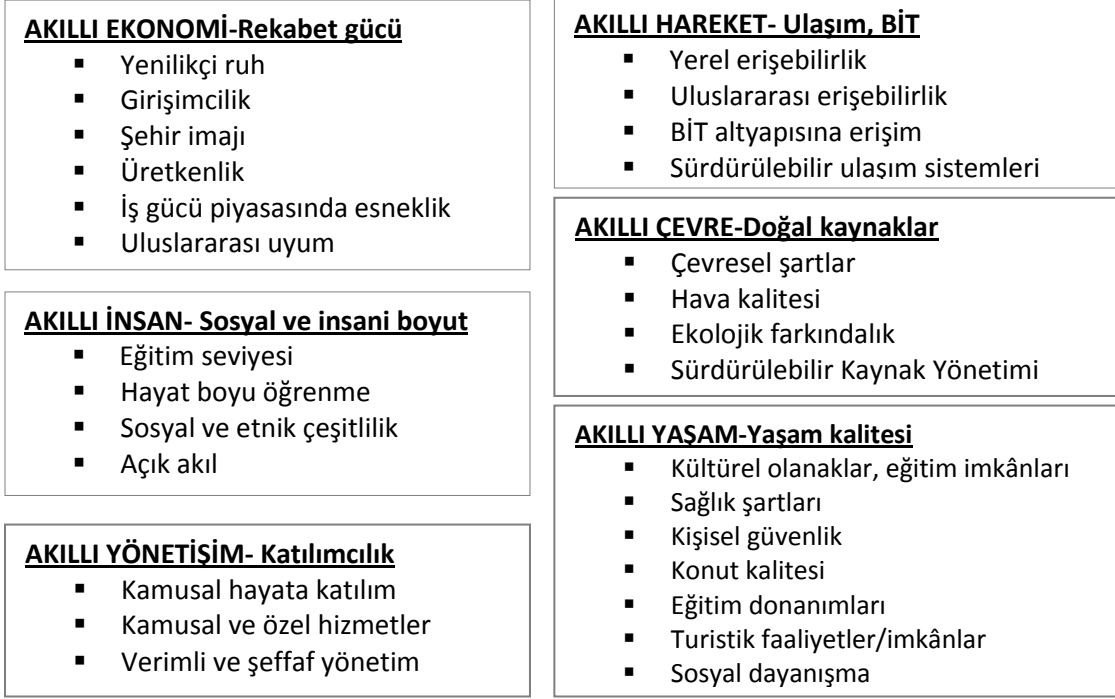 AKILLI EKONOMİ-Rekabet gücü
▪ Yenilikçi ruh
▪ Girişimcilik
▪ Şehir imajı
▪ Üretkenlik
▪ İş gücü piyasasında esneklik
▪ Uluslararası uyum
AKILLI İNSAN- Sosyal ve insani boyut
▪ Eğitim seviyesi
▪ Hayat boyu öğrenme
▪ Sosyal ve etnik çeşitlilik
▪ Açık akıl
AKILLI YÖNETİŞİM- Katılımcılık
▪ Kamusal hayata katılım
▪ Kamusal ve özel hizmetler
▪ Verimli ve şeffaf yönetim
AKILLI HAREKET- Ulaşım, BİT
▪ Yerel erişebilirlik
▪ Uluslararası erişebilirlik
▪ BİT altyapısına erişim
▪ Sürdürülebilir ulaşım sistemleri
AKILLI ÇEVRE-Doğal kaynaklar
▪ Çevresel şartlar
▪ Hava kalitesi
▪ Ekolojik farkındalık
▪ Sürdürülebilir Kaynak Yönetimi
AKILLI YAŞAM-Yaşam kalitesi
▪ Kültürel olanaklar, eğitim imkânları
▪ Sağlık şartları
▪ Kişisel güvenlik
▪ Konut kalitesi
▪ Eğitim donanımları
▪ Turistik faaliyetler/imkânlar
▪ Sosyal dayanışma